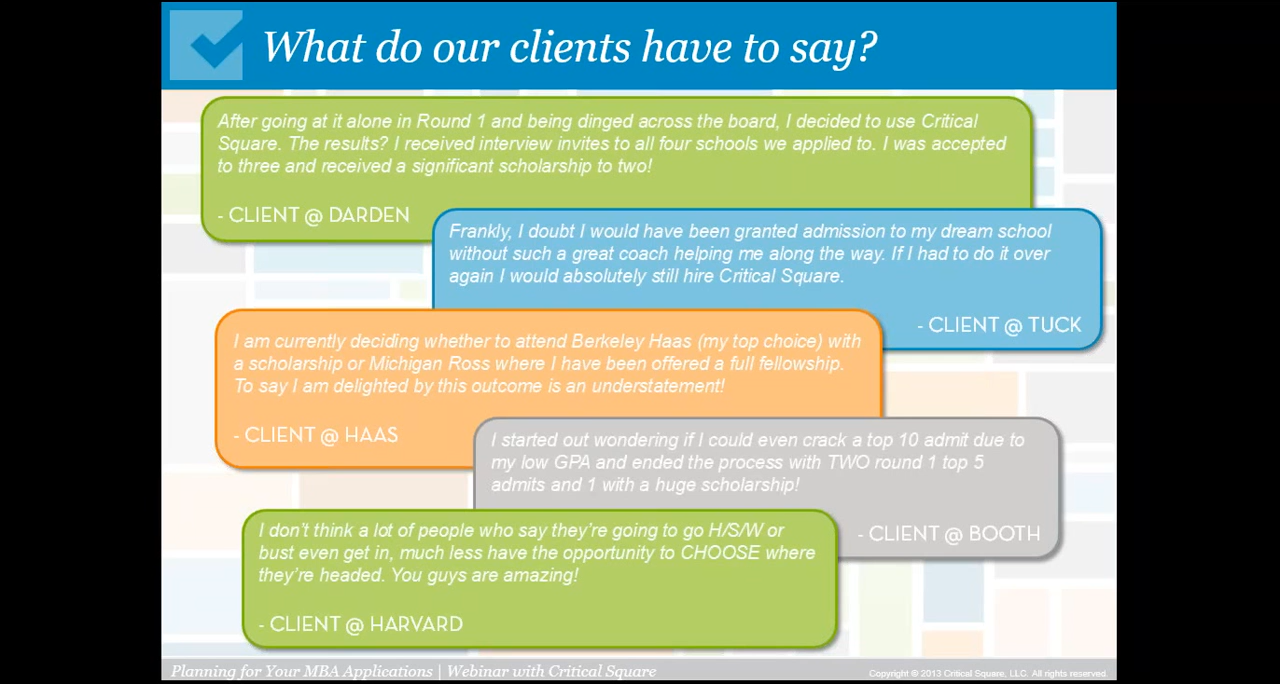 What do our clients have to say?
After going at it alone in Round 1 and being dinged across the board, I decided to use Critical
Square. The results? I received interview invites to all four schools we applied to. I was accepted
to three and received a significant scholarship to two!
- CLIENT @ DARDEN
Frankly, I doubt I would have been granted admission to my dream school
without such a great coach helping me along the way. If I had to do it over
again I would absolutely still hire Critical Square.
- CLIENT @ TUCK
I am currently deciding whether to attend Berkeley Haas (my top choice) with
a scholarship or Michigan Ross where I have been offered a full fellowship.
To say I am delighted by this outcome is an understatement!
- CLIENT @ HAAS
I started out wondering if I could even crack a top 10 admit due to
my low GPA and ended the process with TWO round 1 top 5
admits and 1 with a huge scholarship!
- CLIENT @ BOOTH
I don't think a lot of people who say they're going to go H/S/W or
bust even get in, much less have the opportunity to CHOOSE where
they're headed. You guys are amazing!
- CLIENT @ HARVARD
Planning for Your MBA Applications | Webinar with Critical Square
Copyright © 2013 Critical Square, LLC. All rights reserved.